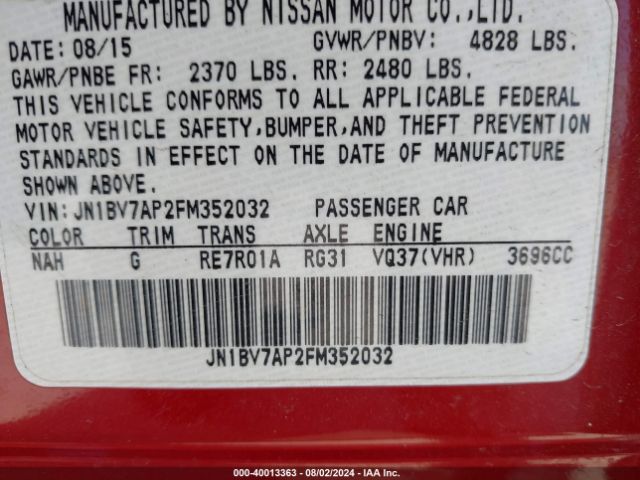 MANUFACTURED BY NISSAN MOTOR CO.,LTD.
DATE: 08/15 GVWR/PNBV: 4828 LBS.
GAWR/PNBE FR: 2370 LBS. RR: 2480 LBS.
THIS VEHICLE CONFORMS TO ALL APPLICABLE FEDERAL
MOTOR VEHICLE SAFETY,BUMPER,AND THEFT PREVENTION
STANDARDS IN EFFECT ON THE DATE OF MANUFACTURE
SHOWN ABOVE.
VIN:JN1BV7AP2FM352032 PASSENGER CAR
COLOR TRIM TRANS AXLE ENGINE
NAH G RE7R01A RG31 VQ37(VHR) 3696CC
JN1BV7AP2FM352032
000-40013363 - 08/02/2024 - IAA Inc.